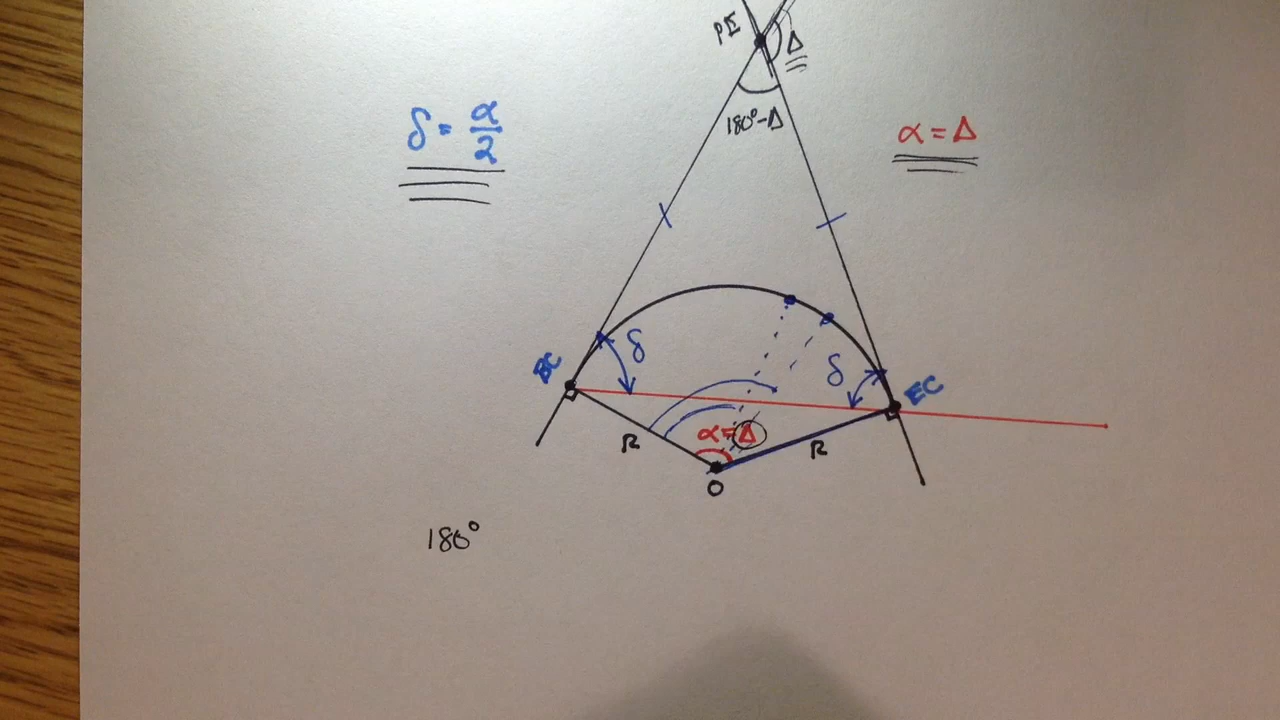 PI
Δ
δ = α/2
180°-Δ
α = Δ
δ
δ
BC
EC
α=Δ
R
R
O
180°